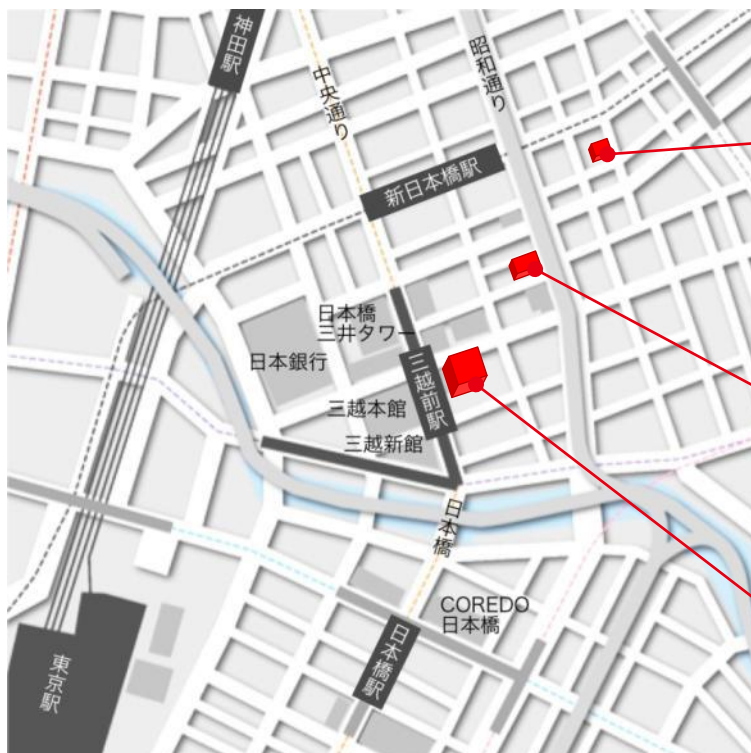 神田駅
中央通り
昭和通り
新日本橋駅
日本橋
三井タワー
日本銀行
三越前駅
三越本館
三越新館
日本橋
COREDO
日本橋
日本橋駅
東京駅